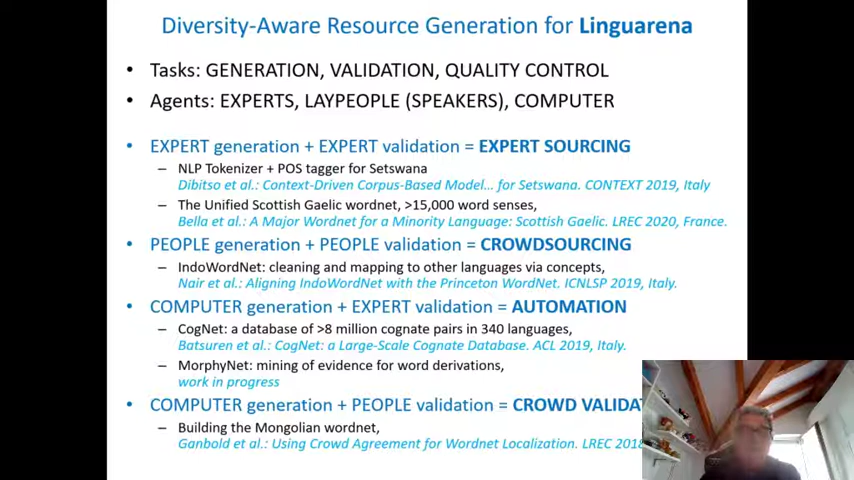 Diversity-Aware Resource Generation for Linguarena
• Tasks: GENERATION, VALIDATION, QUALITY CONTROL
• Agents: EXPERTS, LAYPEOPLE (SPEAKERS), COMPUTER
• EXPERT generation + EXPERT validation = EXPERT SOURCING
– NLP Tokenizer + POS tagger for Setswana
Dibitso et al.: Context-Driven Corpus-Based Model... for Setswana. CONTEXT 2019, Italy
– The Unified Scottish Gaelic wordnet, >15,000 word senses,
Bella et al.: A Major Wordnet for a Minority Language: Scottish Gaelic. LREC 2020, France.
• PEOPLE generation + PEOPLE validation = CROWDSOURCING
– IndoWordNet: cleaning and mapping to other languages via concepts,
Nair et al.: Aligning IndoWordNet with the Princeton WordNet. ICNLSP 2019, Italy.
• COMPUTER generation + EXPERT validation = AUTOMATION
– CogNet: a database of >8 million cognate pairs in 340 languages,
Batsuren et al.: CogNet: a Large-Scale Cognate Database. ACL 2019, Italy.
– MorphyNet: mining of evidence for word derivations,
work in progress
• COMPUTER generation + PEOPLE validation = CROWD VALIDA
– Building the Mongolian wordnet,
Ganbold et al.: Using Crowd Agreement for Wordnet Localization. LREC 2018